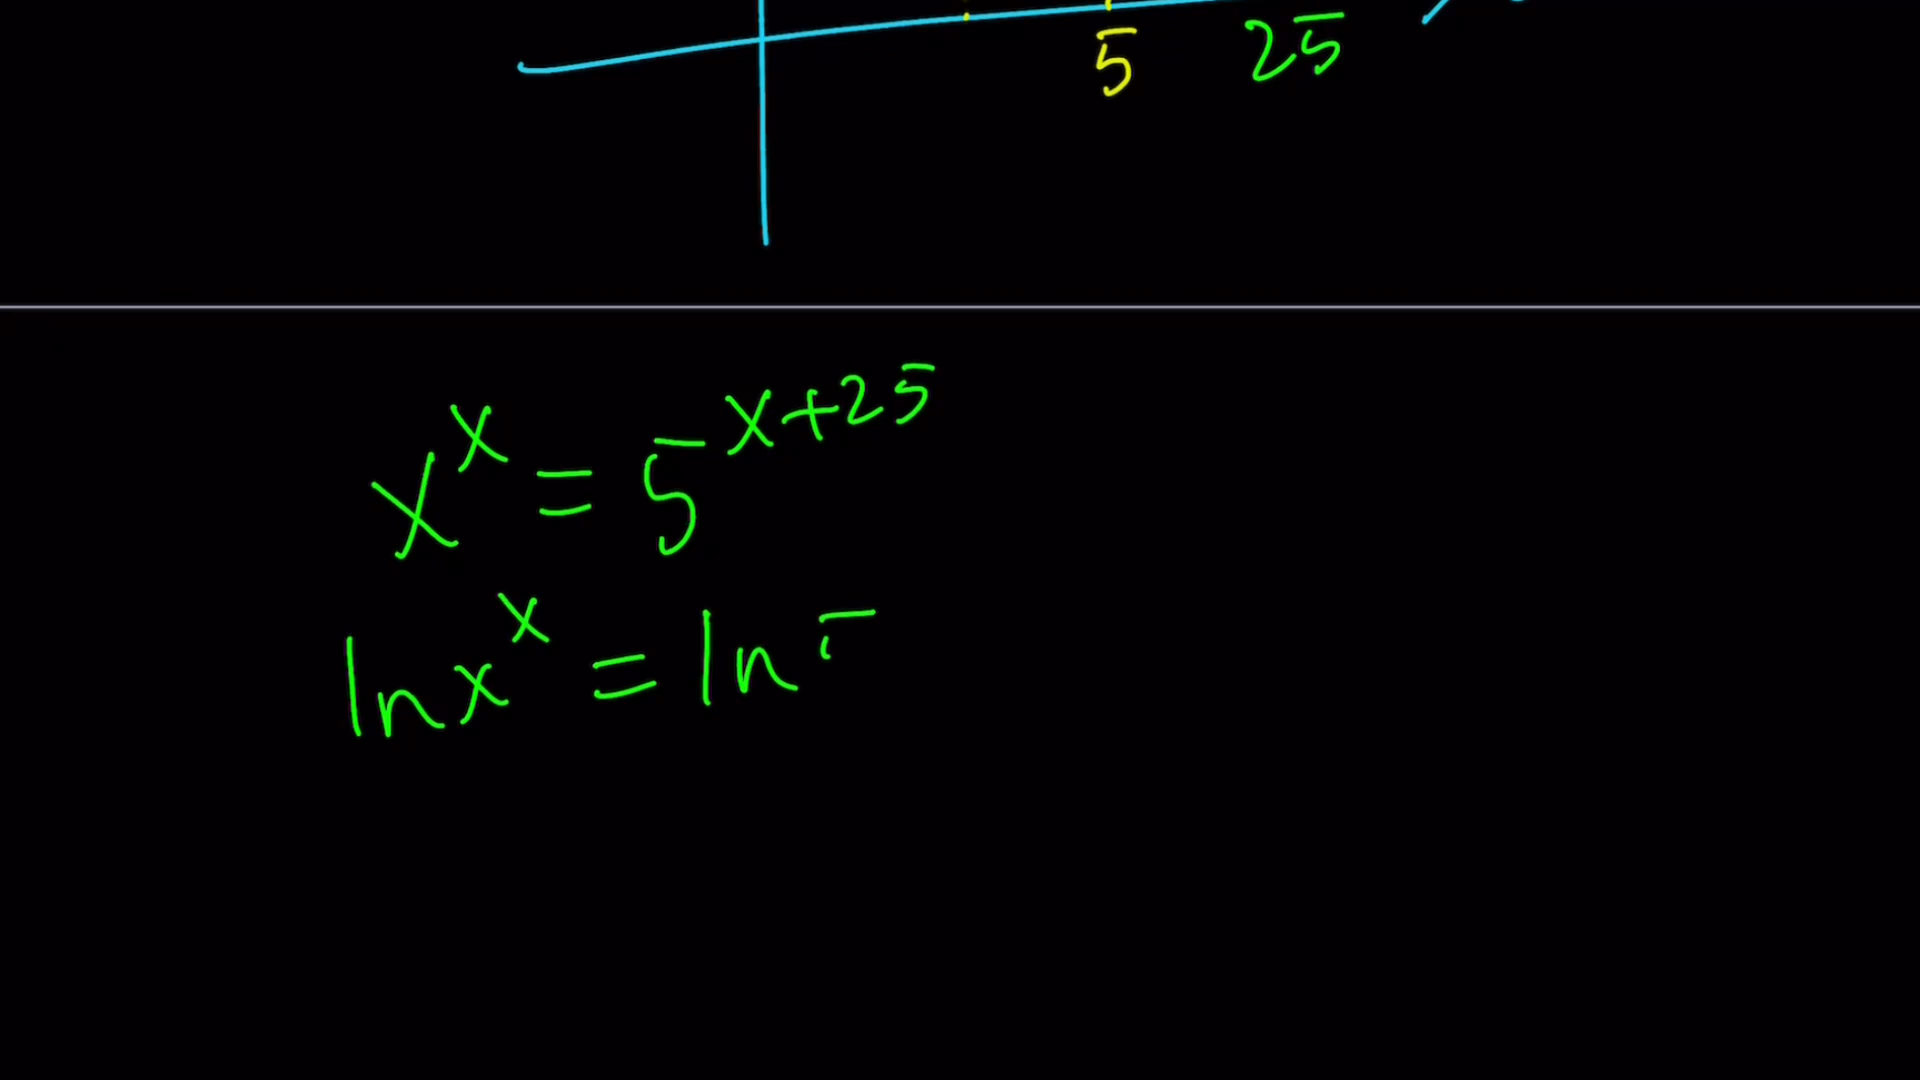 5 25
x^x = 5^{x+25}
ln x^x = ln